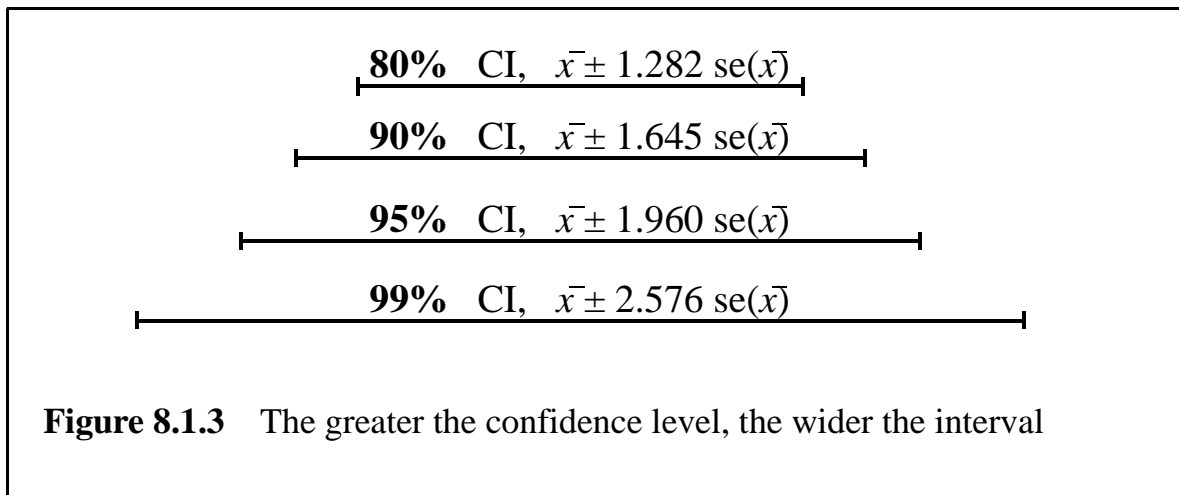 80% CI, x̄ ± 1.282 se(x̄)
90% CI, x̄ ± 1.645 se(x̄)
95% CI, x̄ ± 1.960 se(x̄)
99% CI, x̄ ± 2.576 se(x̄)
Figure 8.1.3 The greater the confidence level, the wider the interval